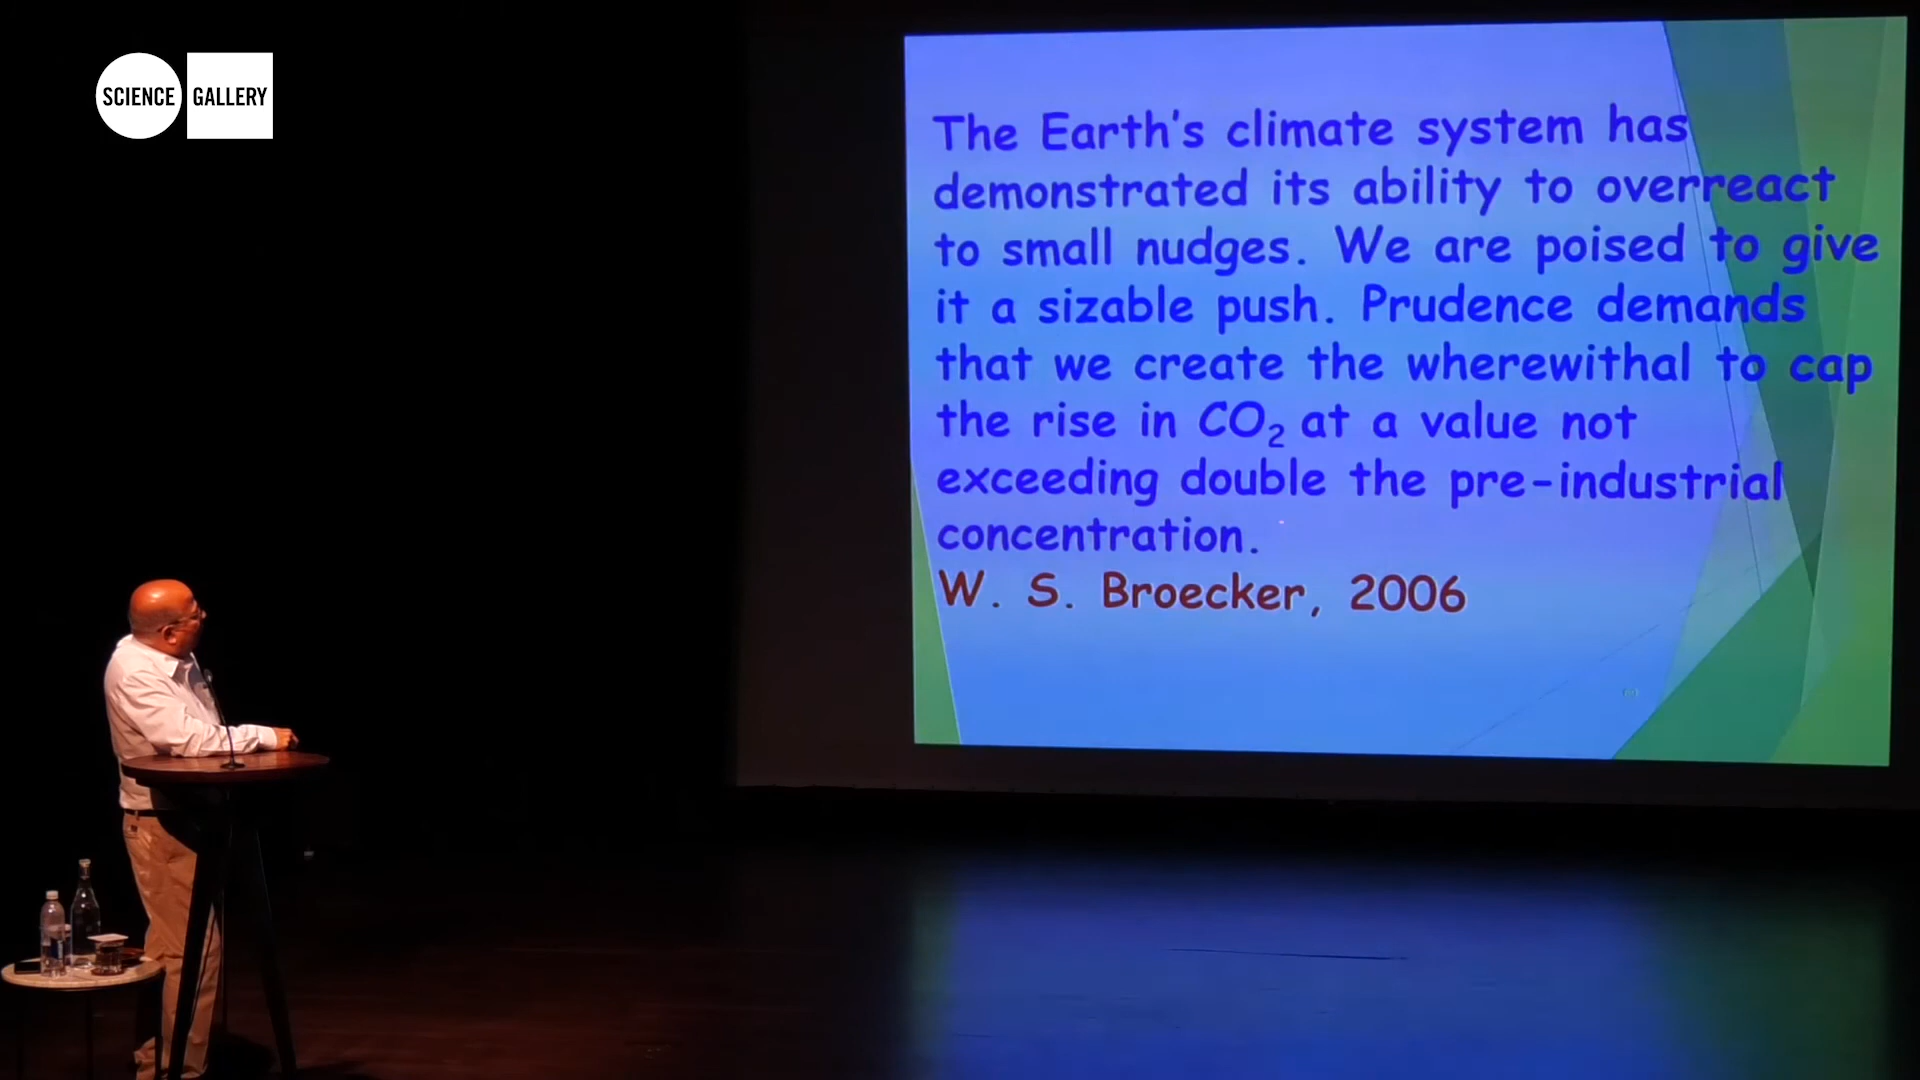 SCIENCE GALLERY
The Earth's climate system has
demonstrated its ability to overreact
to small nudges. We are poised to give
it a sizable push. Prudence demands
that we create the wherewithal to cap
the rise in CO₂ at a value not
exceeding double the pre-industrial
concentration.
W. S. Broecker, 2006